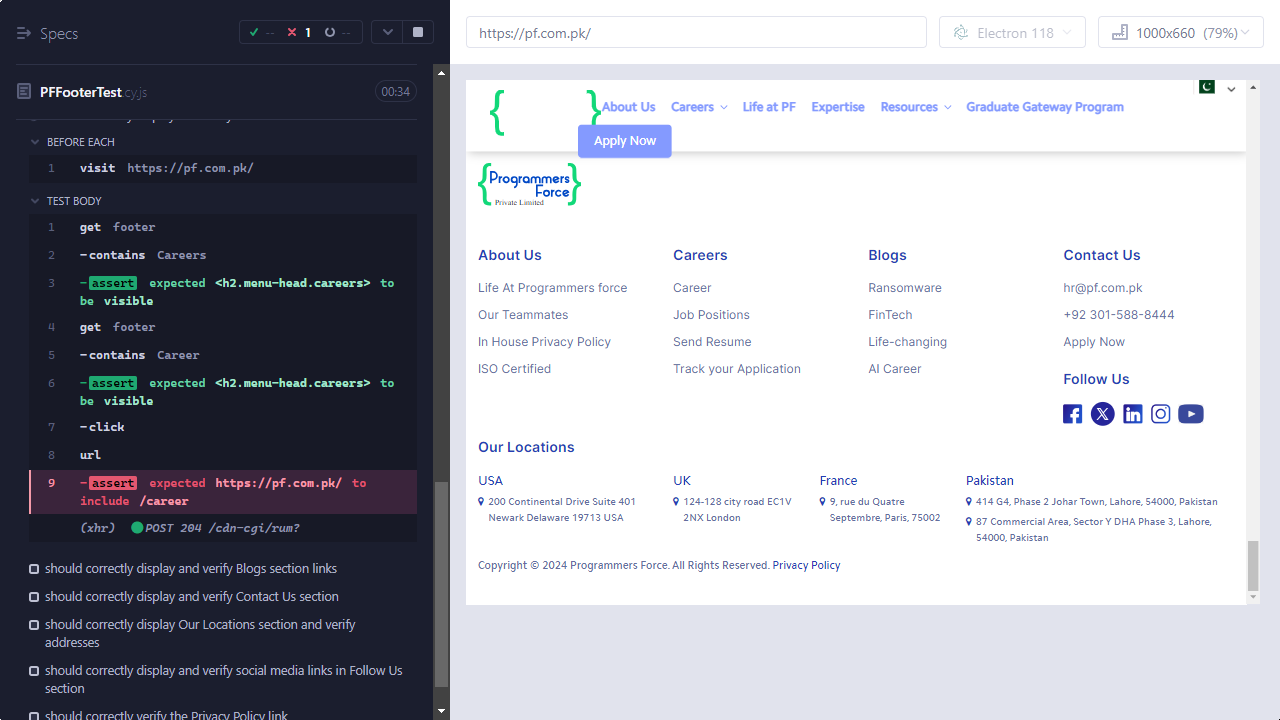 Specs
-- 1 --
PFFooterTest.cy.js 00:34
BEFORE EACH
1 visit https://pf.com.pk/
TEST BODY
1 get footer
2 -contains Careers
3 -assert expected <h2.menu-head.careers> to
be visible
4 get footer
5 -contains Career
6 -assert expected <h2.menu-head.careers> to
be visible
7 -click
8 url
9 -assert expected https://pf.com.pk/ to
include /career
(xhr) POST 204 /cdn-cgi/rum?
should correctly display and verify Blogs section links
should correctly display and verify Contact Us section
should correctly display Our Locations section and verify
addresses
should correctly display and verify social media links in Follow Us
section
should correctly verify the Privacy Policy link
https://pf.com.pk/
Electron 118
1000x660 (79%)
{ } About Us Careers Life at PF Expertise Resources Graduate Gateway Program
Apply Now
{Programmers
Force}
Private Limited
About Us Careers Blogs Contact Us
Life At Programmers force Career Ransomware hr@pf.com.pk
Our Teammates Job Positions FinTech +92 301-588-8444
In House Privacy Policy Send Resume Life-changing Apply Now
ISO Certified Track your Application AI Career
Follow Us
Our Locations
USA UK France Pakistan
200 Continental Drive Suite 401 124-128 city road EC1V 9, rue du Quatre 414 G4, Phase 2 Johar Town, Lahore, 54000, Pakistan
Newark Delaware 19713 USA 2NX London Septembre, Paris, 75002
87 Commercial Area, Sector Y DHA Phase 3, Lahore,
54000, Pakistan
Copyright © 2024 Programmers Force. All Rights Reserved. Privacy Policy